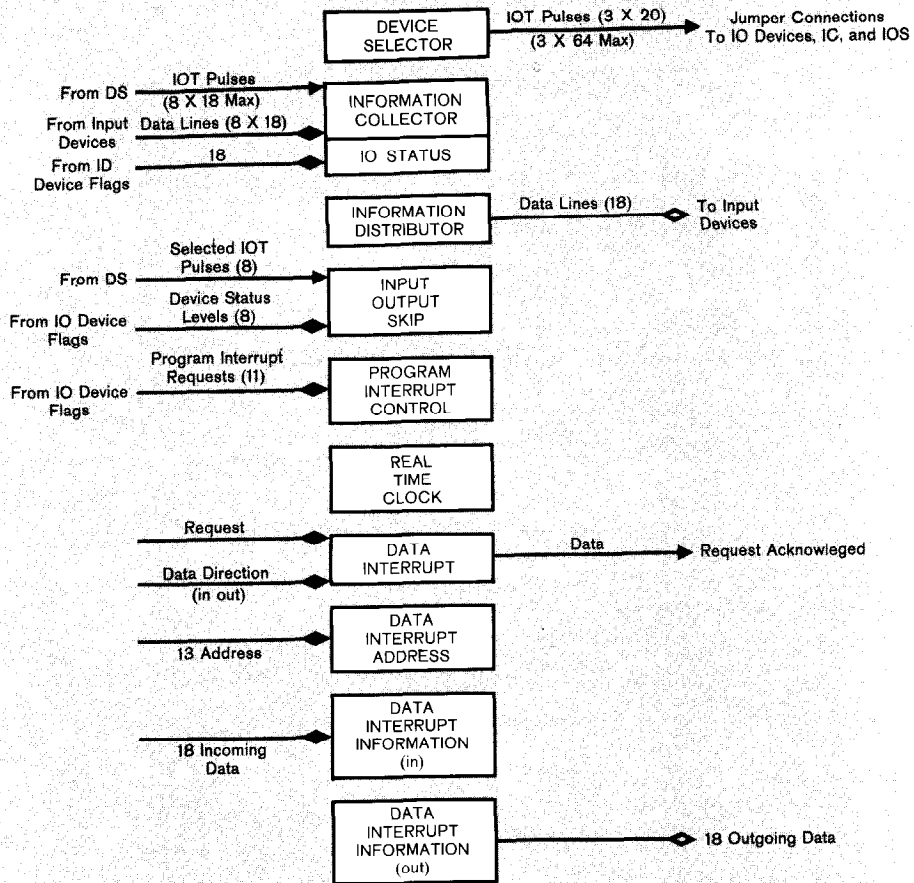 DEVICE
SELECTOR
IOT Pulses (3 X 20)
(3 X 64 Max)
Jumper Connections
To IO Devices, IC, and IOS
From DS
IOT Pulses
(8 X 18 Max)
From Input
Devices
Data Lines (8 X 18)
INFORMATION
COLLECTOR
From ID
Device Flags
18
IO STATUS
INFORMATION
DISTRIBUTOR
Data Lines (18)
To Input
Devices
From DS
Selected IOT
Pulses (8)
From IO Device
Flags
Device Status
Levels (8)
INPUT
OUTPUT
SKIP
From IO Device
Flags
Program Interrupt
Requests (11)
PROGRAM
INTERRUPT
CONTROL
REAL
TIME
CLOCK
Request
Data Direction
(in out)
DATA
INTERRUPT
Data
Request Acknowleged
13 Address
DATA
INTERRUPT
ADDRESS
18 Incoming
Data
DATA
INTERRUPT
INFORMATION
(in)
DATA
INTERRUPT
INFORMATION
(out)
18 Outgoing Data